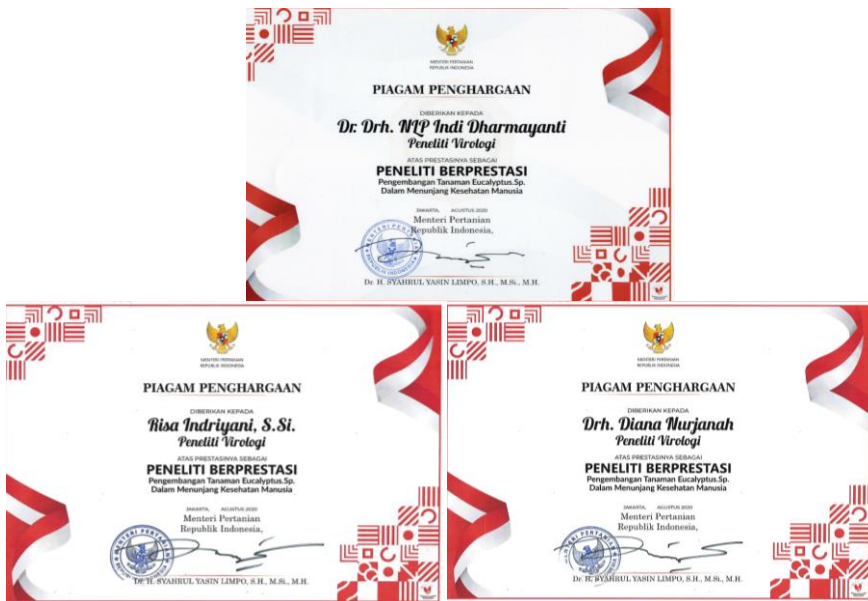 MENTERI PERTANIAN
REPUBLIK INDONESIA
PIAGAM PENGHARGAAN
DIBERIKAN KEPADA
Dr. Drh. NLP Indi Dharmayanti
Peneliti Virologi
ATAS PRESTASINYA SEBAGAI
PENELITI BERPRESTASI
Pengembangan Tanaman Eucalyptus.Sp.
Dalam Menunjang Kesehatan Manusia
JAKARTA, AGUSTUS 2020
Menteri Pertanian
Republik Indonesia,
Dr. H. SYAHRUL YASIN LIMPO, S.H., M.Si., M.H.
MENTERI PERTANIAN
REPUBLIK INDONESIA
PIAGAM PENGHARGAAN
DIBERIKAN KEPADA
Risa Indriyani, S.Si.
Peneliti Virologi
ATAS PRESTASINYA SEBAGAI
PENELITI BERPRESTASI
Pengembangan Tanaman Eucalyptus.Sp.
Dalam Menunjang Kesehatan Manusia
JAKARTA, AGUSTUS 2020
Menteri Pertanian
Republik Indonesia,
Dr. H. SYAHRUL YASIN LIMPO, S.H., M.Si., M.H.
MENTERI PERTANIAN
REPUBLIK INDONESIA
PIAGAM PENGHARGAAN
DIBERIKAN KEPADA
Drh. Diana Nurjanah
Peneliti Virologi
ATAS PRESTASINYA SEBAGAI
PENELITI BERPRESTASI
Pengembangan Tanaman Eucalyptus.Sp.
Dalam Menunjang Kesehatan Manusia
JAKARTA, AGUSTUS 2020
Menteri Pertanian
Republik Indonesia,
Dr. H. SYAHRUL YASIN LIMPO, S.H., M.Si., M.H.